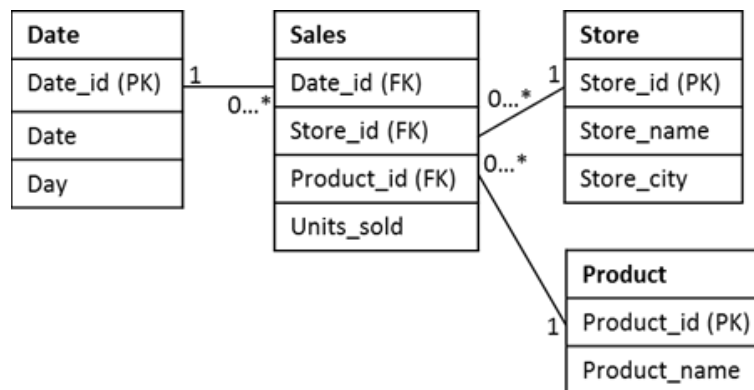 Date
Date_id (PK)
Date
Day
1
0...*
Sales
Date_id (FK)
Store_id (FK)
Product_id (FK)
Units_sold
0...*
1
0...*
1
Store
Store_id (PK)
Store_name
Store_city
Product
Product_id (PK)
Product_name